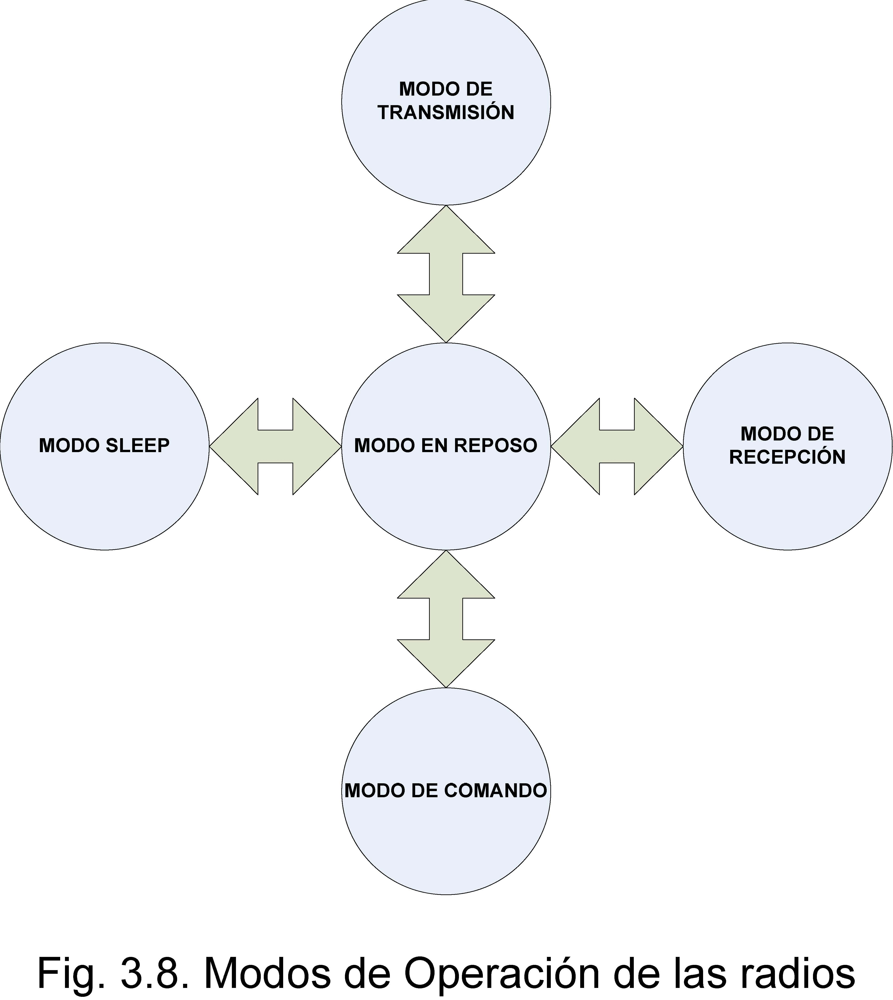 MODO DE
TRANSMISIÓN
MODO SLEEP
MODO EN REPOSO
MODO DE
RECEPCIÓN
MODO DE COMANDO
Fig. 3.8. Modos de Operación de las radios